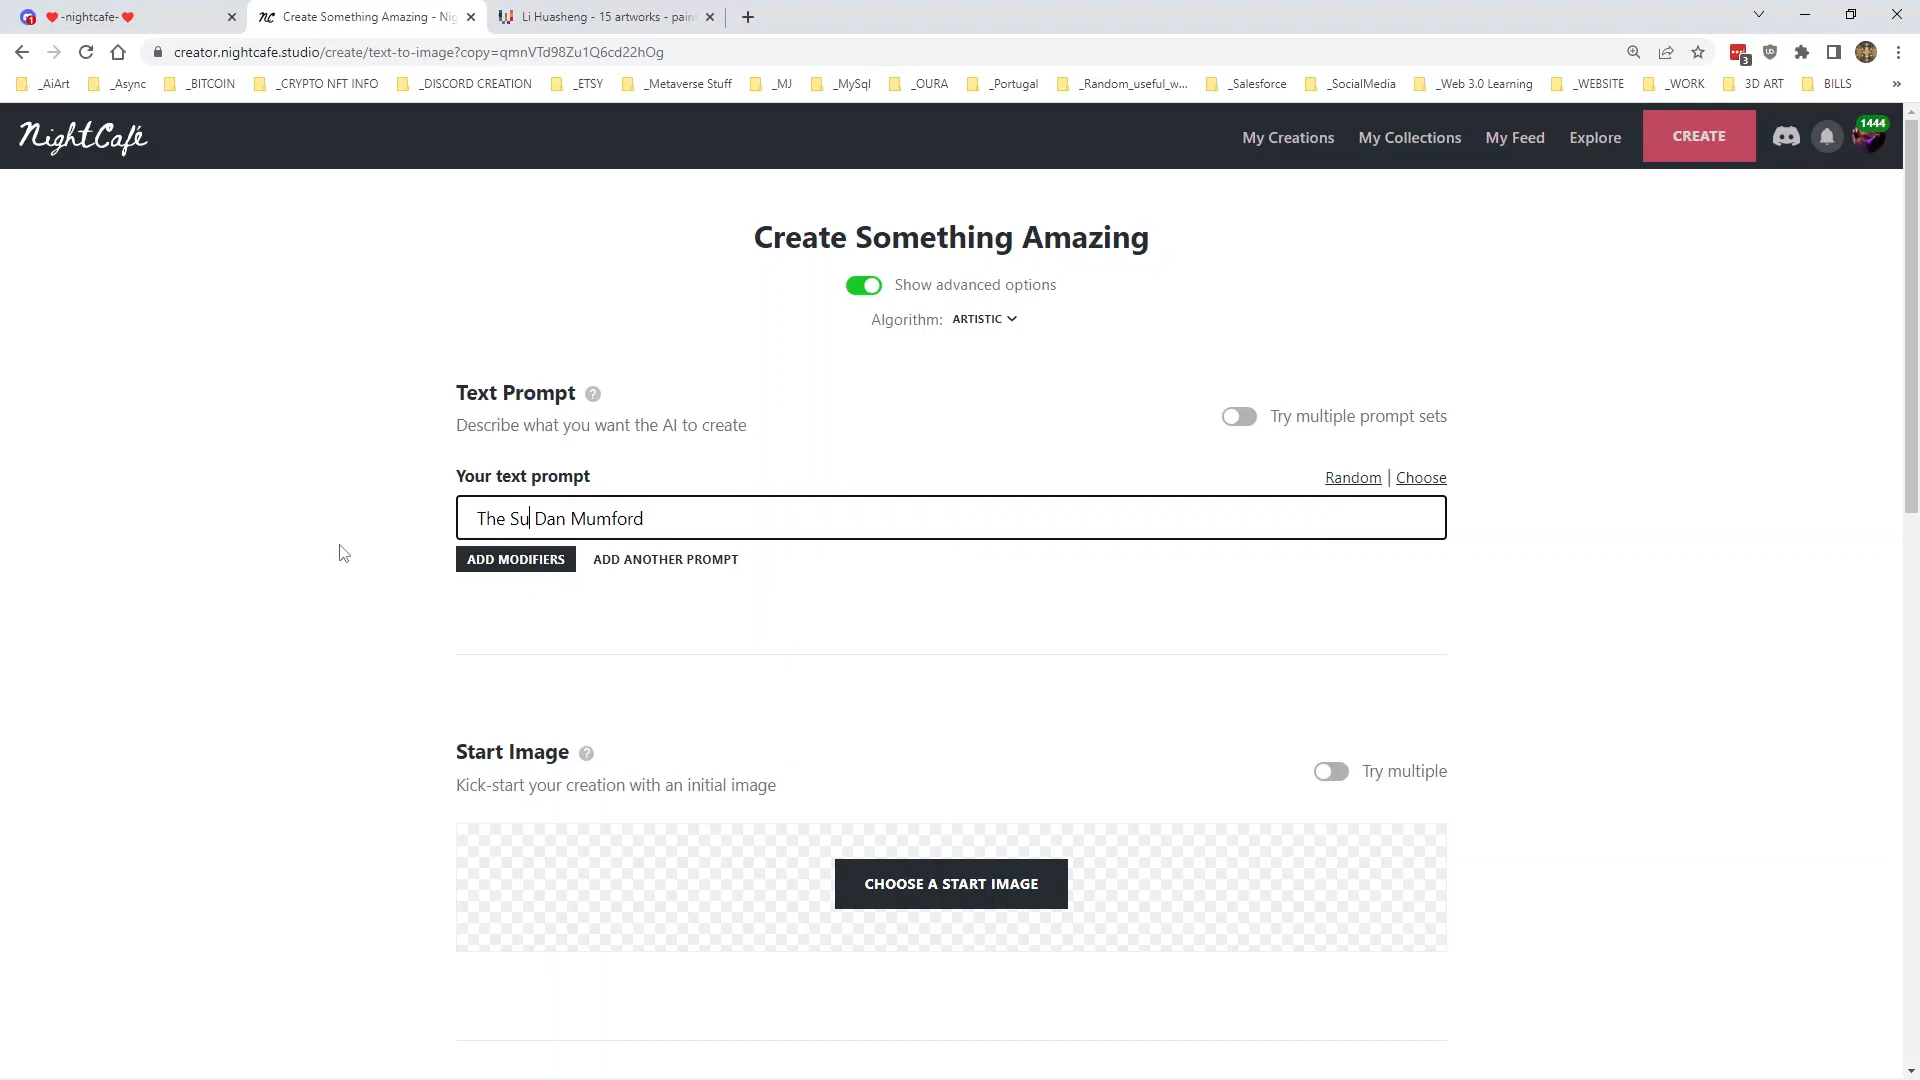 -nightcafe-
Create Something Amazing - Nig
Li Huasheng - 15 artworks - pain
creator.nightcafe.studio/create/text-to-image?copy=qmnVTd98Zu1Q6cd22hOg
3
_AiArt
_Async
_BITCOIN
_CRYPTO NFT INFO
_DISCORD CREATION
_ETSY
_Metaverse Stuff
_MJ
_MySql
_OURA
_Portugal
_Random_useful_w...
_Salesforce
_SocialMedia
_Web 3.0 Learning
_WEBSITE
_WORK
3D ART
BILLS
»
NightCafé
My Creations
My Collections
My Feed
Explore
CREATE
1444
Create Something Amazing
Show advanced options
Algorithm: ARTISTIC
Text Prompt ?
Describe what you want the AI to create
Try multiple prompt sets
Your text prompt
Random | Choose
The Su Dan Mumford
ADD MODIFIERS
ADD ANOTHER PROMPT
Start Image ?
Kick-start your creation with an initial image
Try multiple
CHOOSE A START IMAGE